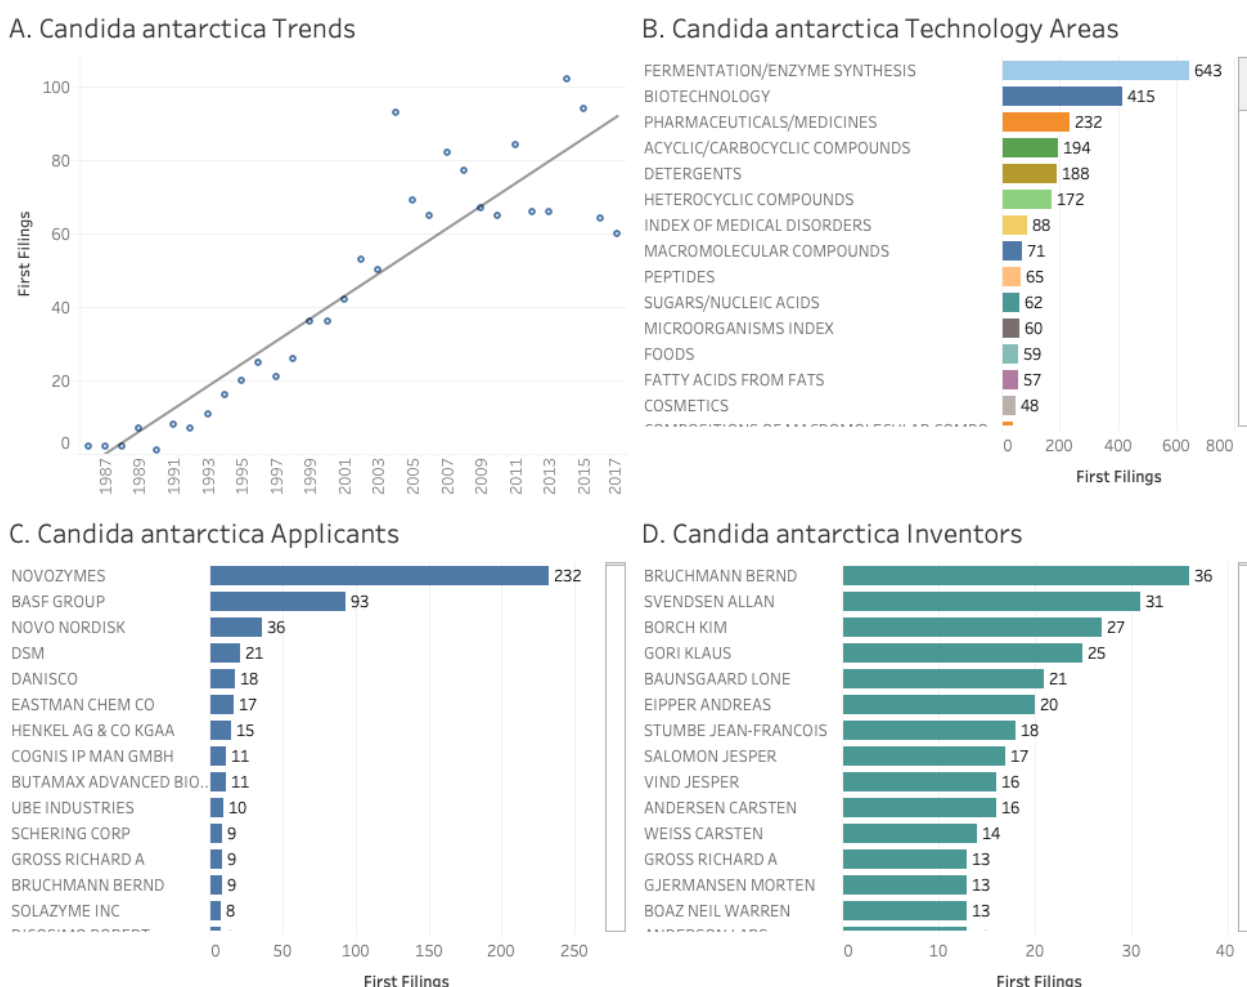 A. Candida antarctica Trends
First Filings
100
80
60
40
20
0
1987
1989
1991
1993
1995
1997
1999
2001
2003
2005
2007
2009
2011
2013
2015
2017
B. Candida antarctica Technology Areas
FERMENTATION/ENZYME SYNTHESIS 643
BIOTECHNOLOGY 415
PHARMACEUTICALS/MEDICINES 232
ACYCLIC/CARBOCYCLIC COMPOUNDS 194
DETERGENTS 188
HETEROCYCLIC COMPOUNDS 172
INDEX OF MEDICAL DISORDERS 88
MACROMOLECULAR COMPOUNDS 71
PEPTIDES 65
SUGARS/NUCLEIC ACIDS 62
MICROORGANISMS INDEX 60
FOODS 59
FATTY ACIDS FROM FATS 57
COSMETICS 48
0 200 400 600 800
First Filings
C. Candida antarctica Applicants
NOVOZYMES 232
BASF GROUP 93
NOVO NORDISK 36
DSM 21
DANISCO 18
EASTMAN CHEM CO 17
HENKEL AG & CO KGAA 15
COGNIS IP MAN GMBH 11
BUTAMAX ADVANCED BIO.. 11
UBE INDUSTRIES 10
SCHERING CORP 9
GROSS RICHARD A 9
BRUCHMANN BERND 9
SOLAZYME INC 8
0 50 100 150 200 250
First Filings
D. Candida antarctica Inventors
BRUCHMANN BERND 36
SVENDSEN ALLAN 31
BORCH KIM 27
GORI KLAUS 25
BAUNSGAARD LONE 21
EIPPER ANDREAS 20
STUMBE JEAN-FRANCOIS 18
SALOMON JESPER 17
VIND JESPER 16
ANDERSEN CARSTEN 16
WEISS CARSTEN 14
GROSS RICHARD A 13
GJERMANSEN MORTEN 13
BOAZ NEIL WARREN 13
0 10 20 30 40
First Filings